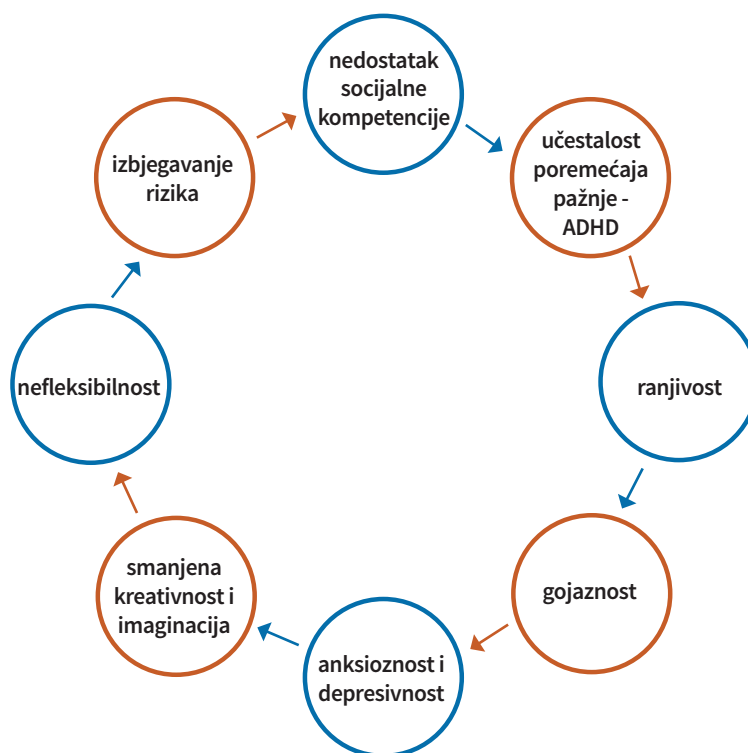 nedostatak
socijalne
kompetencije
učestalost
poremećaja
pažnje -
ADHD
ranjivost
gojaznost
anksioznost i
depresivnost
smanjena
kreativnost i
imaginacija
nefleksibilnost
izbjegavanje
rizika